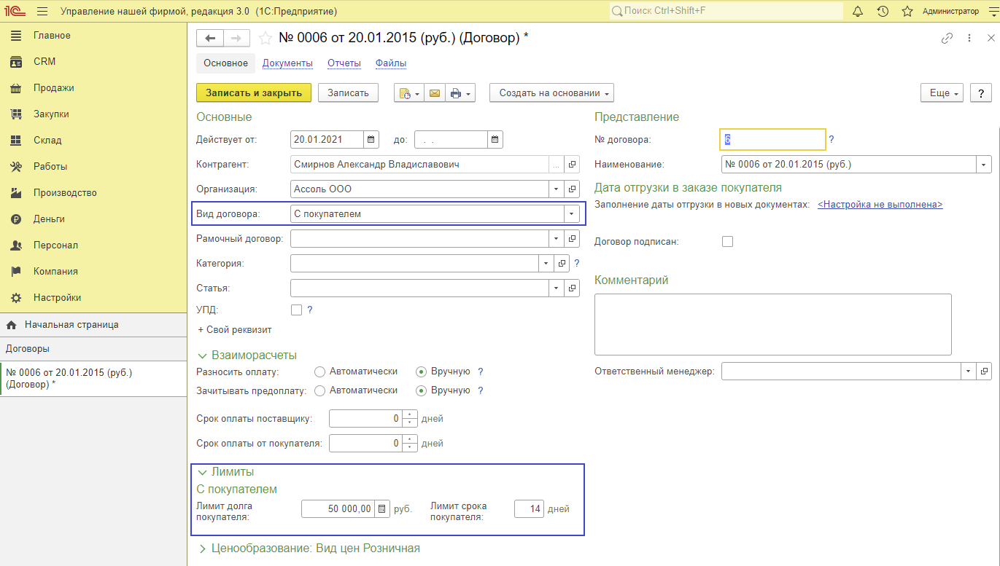 1С Управление нашей фирмой, редакция 3.0 (1С:Предприятие) Поиск Ctrl+Shift+F Администратор
Главное
CRM
Продажи
Закупки
Склад
Работы
Производство
Деньги
Персонал
Компания
Настройки
Начальная страница
Договоры
№ 0006 от 20.01.2015 (руб.)
(Договор) *
№ 0006 от 20.01.2015 (руб.) (Договор) *
Основное Документы Отчеты Файлы
Записать и закрыть Записать Создать на основании Еще ?
Основные
Действует от: 20.01.2021 до: . .
Контрагент: Смирнов Александр Владиславович ...
Организация: Ассоль ООО
Вид договора: С покупателем
Рамочный договор:
Категория: ?
Статья:
УПД: ?
+ Свой реквизит
Взаиморасчеты
Разносить оплату: Автоматически Вручную ?
Зачитывать предоплату: Автоматически Вручную ?
Срок оплаты поставщику: 0 дней
Срок оплаты от покупателя: 0 дней
Лимиты
С покупателем
Лимит долга покупателя: 50 000,00 руб. Лимит срока покупателя: 14 дней
Ценообразование: Вид цен Розничная
Представление
№ договора: 6 ?
Наименование: № 0006 от 20.01.2015 (руб.)
Дата отгрузки в заказе покупателя
Заполнение даты отгрузки в новых документах: <Настройка не выполнена>
Договор подписан:
Комментарий
Ответственный менеджер: